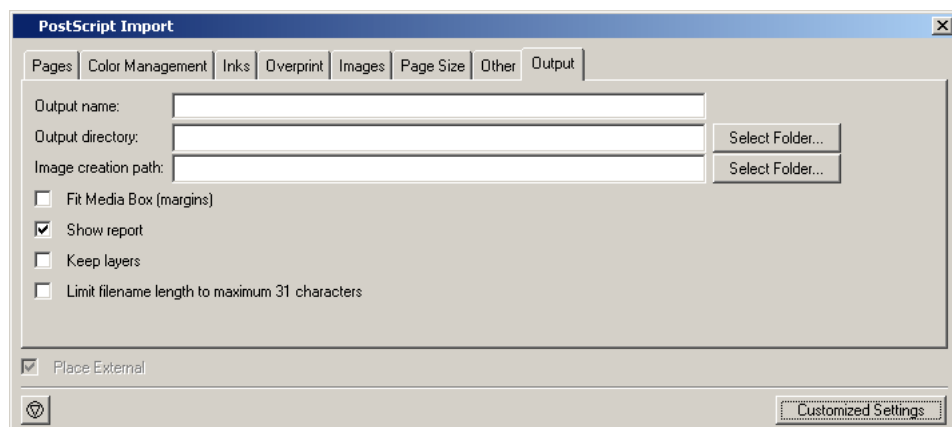 PostScript Import
Pages Color Management Inks Overprint Images Page Size Other Output
Output name:
Output directory: Select Folder...
Image creation path: Select Folder...
Fit Media Box (margins)
Show report
Keep layers
Limit filename length to maximum 31 characters
Place External
Customized Settings